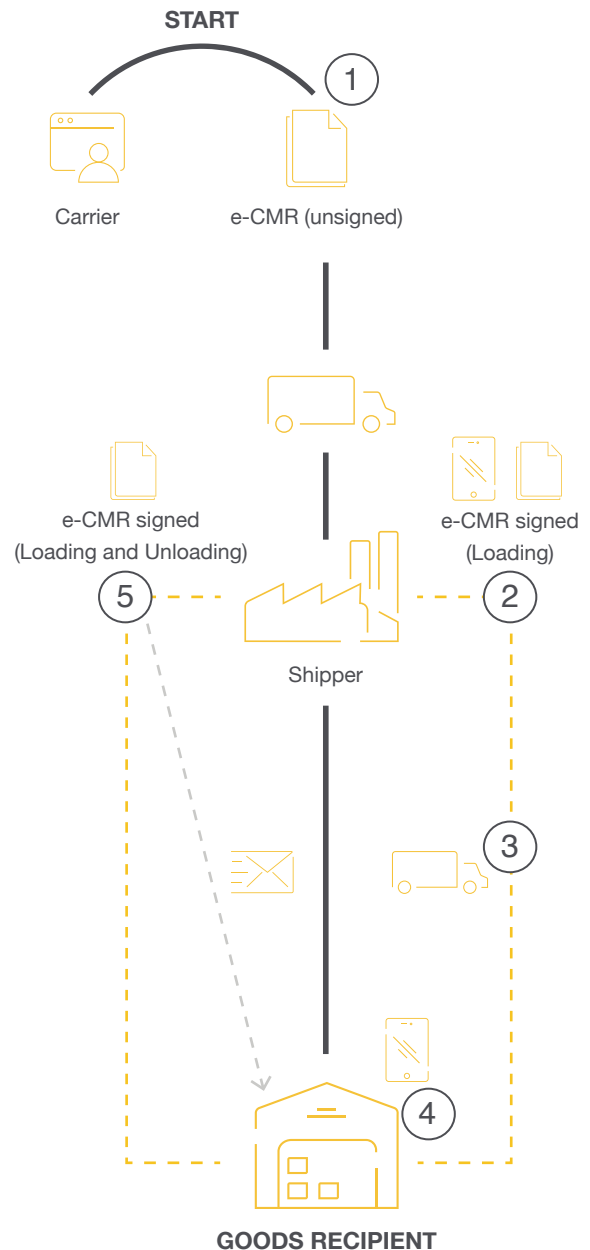 START
1
Carrier
e-CMR (unsigned)
e-CMR signed
(Loading and Unloading)
5
e-CMR signed
(Loading)
2
Shipper
3
4
GOODS RECIPIENT